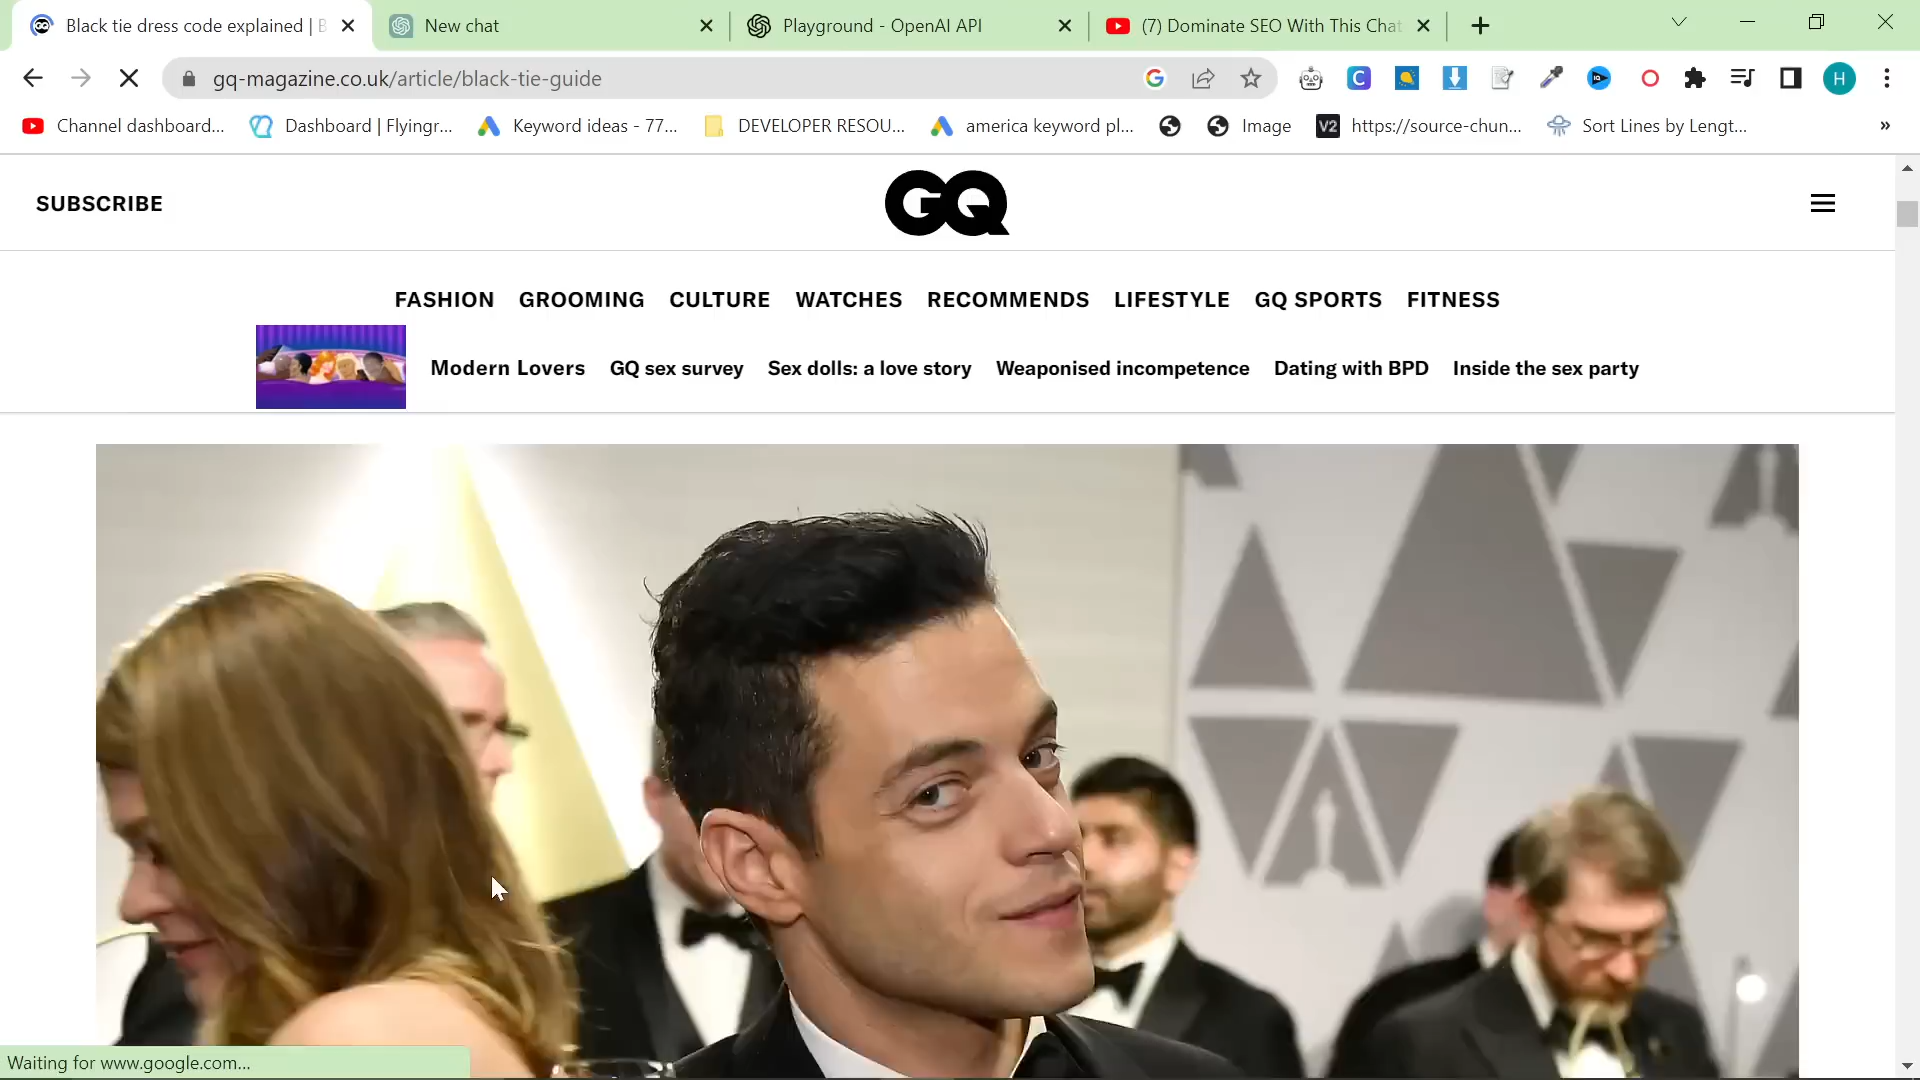 Black tie dress code explained | B
New chat
Playground - OpenAI API
(7) Dominate SEO With This Chat
gq-magazine.co.uk/article/black-tie-guide
Channel dashboard...
Dashboard | Flyingr...
Keyword ideas - 77...
DEVELOPER RESOU...
america keyword pl...
Image
V2
https://source-chun...
Sort Lines by Lengt...
»
C
H
SUBSCRIBE
GQ
FASHION GROOMING CULTURE WATCHES RECOMMENDS LIFESTYLE GQ SPORTS FITNESS
Modern Lovers GQ sex survey Sex dolls: a love story Weaponised incompetence Dating with BPD Inside the sex party
Waiting for www.google.com...